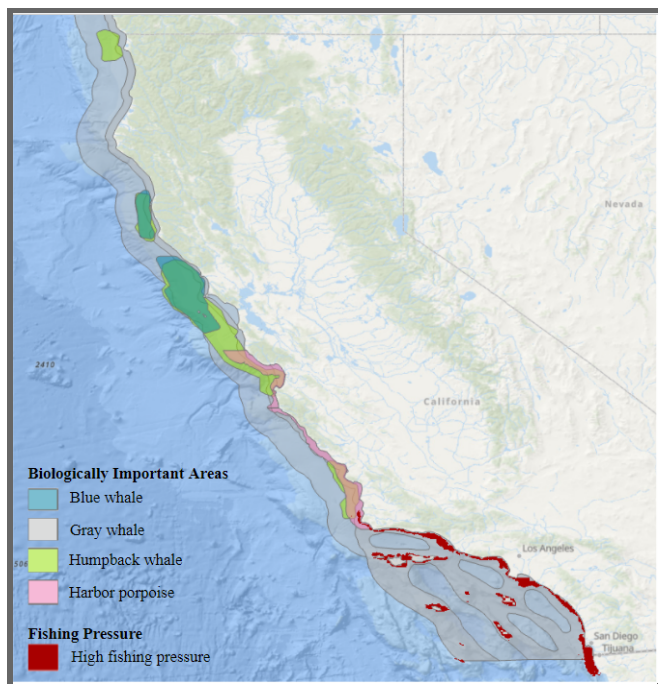 Nevada
2410
California
Biologically Important Areas
Blue whale
Gray whale
Humpback whale
Harbor porpoise
Los Angeles
Fishing Pressure
High fishing pressure
San Diego
Tijuana